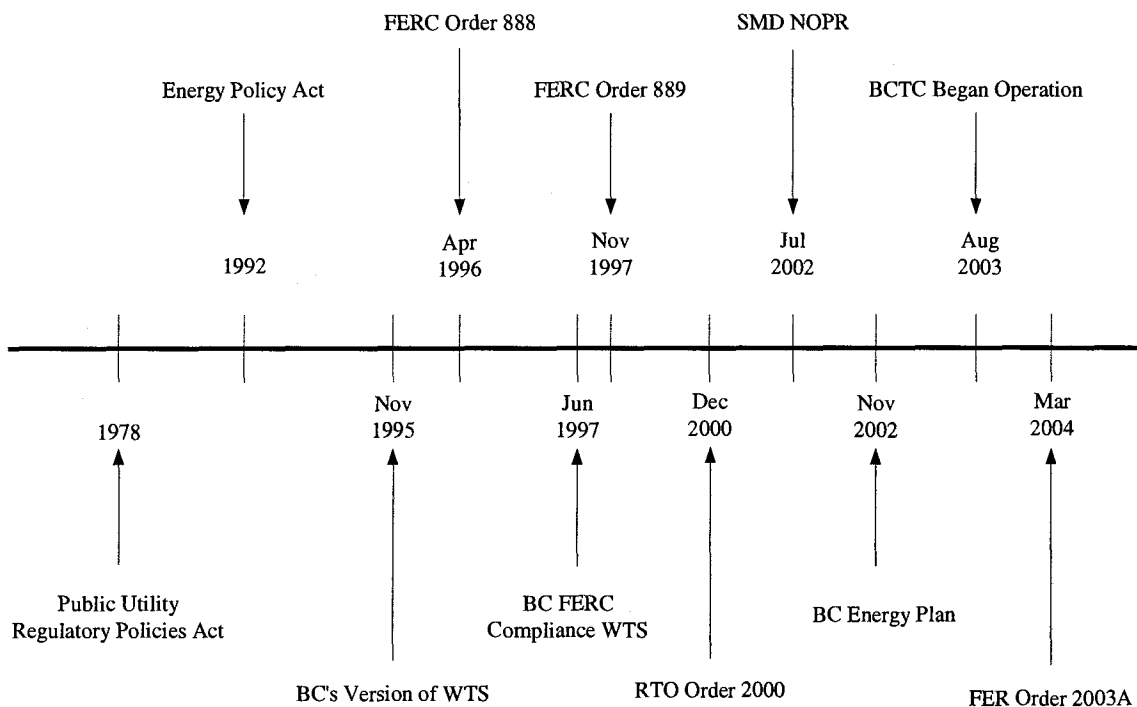 FERC Order 888
SMD NOPR
Energy Policy Act
FERC Order 889
BCTC Began Operation
1992
Apr
1996
Nov
1997
Jul
2002
Aug
2003
1978
Nov
1995
Jun
1997
Dec
2000
Nov
2002
Mar
2004
Public Utility
Regulatory Policies Act
BC FERC
Compliance WTS
BC Energy Plan
BC's Version of WTS
RTO Order 2000
FER Order 2003A